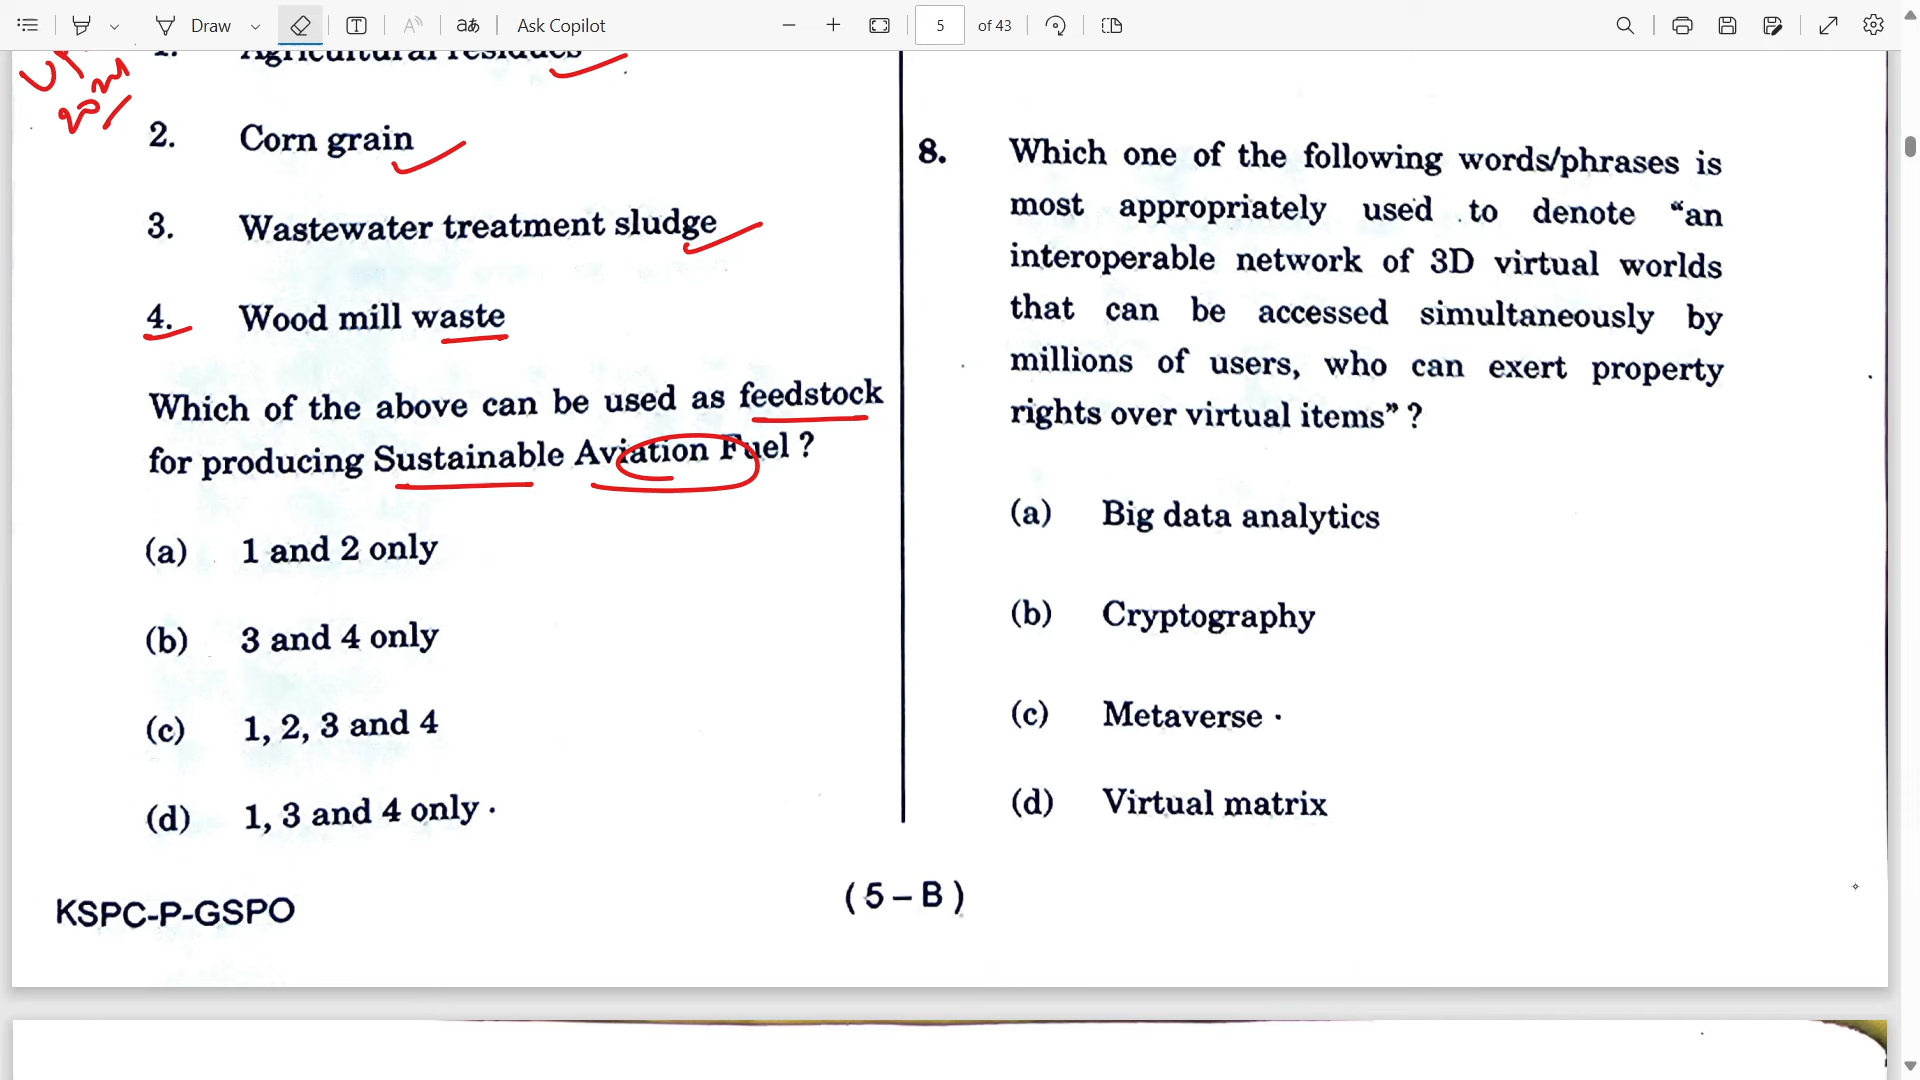 Draw
Ask Copilot
5 of 43
1. Agricultural residues
2. Corn grain
3. Wastewater treatment sludge
4. Wood mill waste
Which of the above can be used as feedstock
for producing Sustainable Aviation Fuel ?
(a) 1 and 2 only
(b) 3 and 4 only
(c) 1, 2, 3 and 4
(d) 1, 3 and 4 only
8. Which one of the following words/phrases is
most appropriately used to denote “an
interoperable network of 3D virtual worlds
that can be accessed simultaneously by
millions of users, who can exert property
rights over virtual items” ?
(a) Big data analytics
(b) Cryptography
(c) Metaverse
(d) Virtual matrix
KSPC-P-GSPO
( 5 – B )